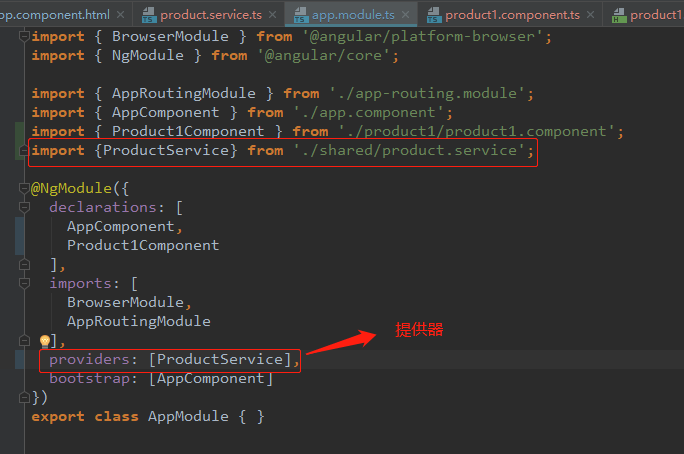 pp.component.html product.service.ts app.module.ts product1.component.ts product1
import { BrowserModule } from '@angular/platform-browser';
import { NgModule } from '@angular/core';
import { AppRoutingModule } from './app-routing.module';
import { AppComponent } from './app.component';
import { Product1Component } from './product1/product1.component';
import {ProductService} from './shared/product.service';
@NgModule({
declarations: [
AppComponent,
Product1Component
],
imports: [
BrowserModule,
AppRoutingModule
],
providers: [ProductService], 提供器
bootstrap: [AppComponent]
})
export class AppModule { }